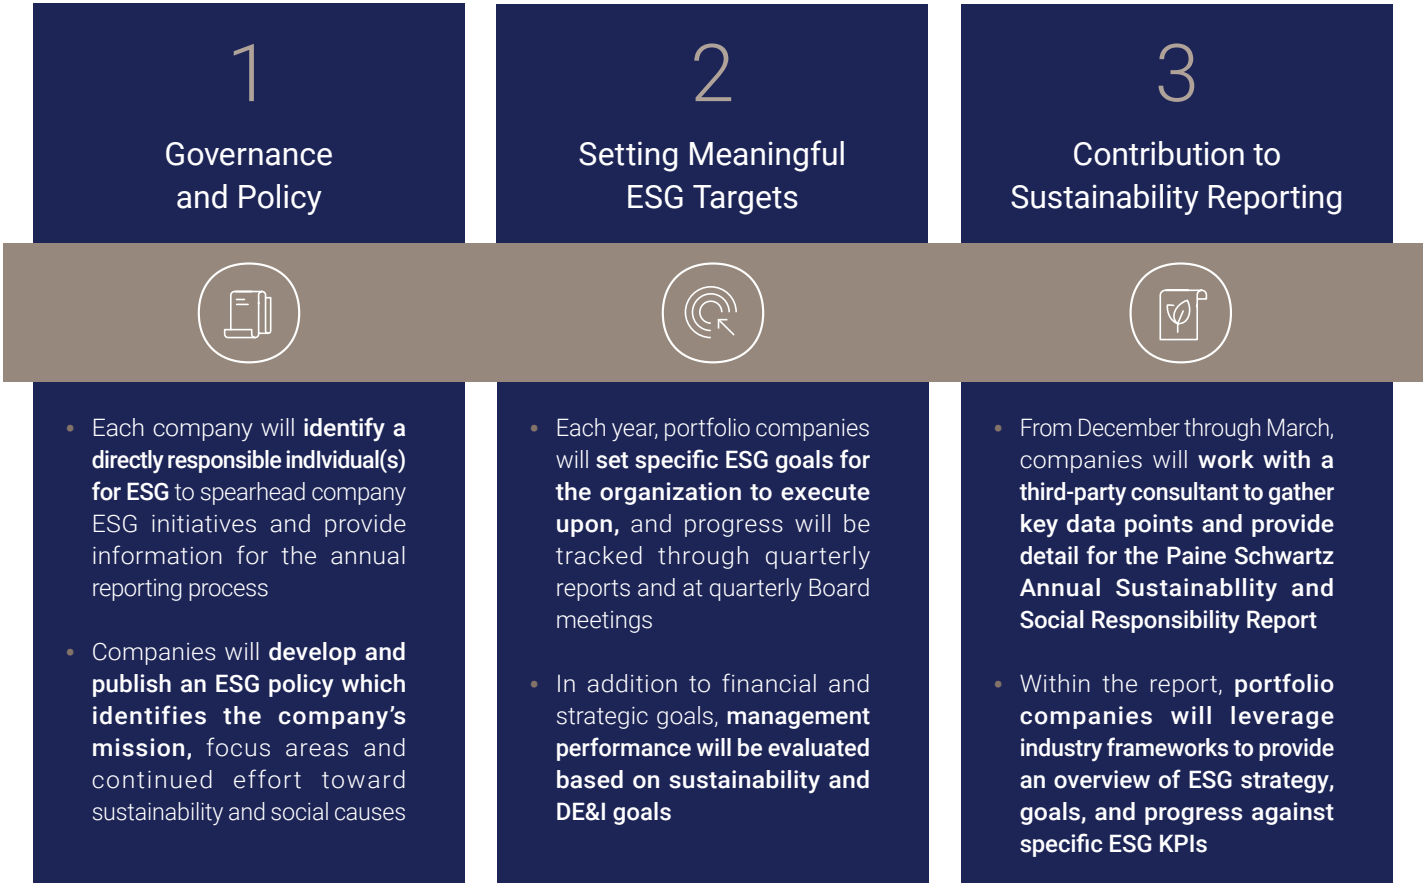 1
Governance
and Policy
• Each company will identify a
directly responsible indlvidual(s)
for ESG to spearhead company
ESG initiatives and provide
information for the annual
reporting process
• Companies will develop and
publish an ESG policy which
identifies the company's
mission, focus areas and
continued effort toward
sustainability and social causes
2
Setting Meaningful
ESG Targets
• Each year, portfolio companies
will set specific ESG goals for
the organization to execute
upon, and progress will be
tracked through quarterly
reports and at quarterly Board
meetings
• In addition to financial and
strategic goals, management
performance will be evaluated
based on sustainability and
DE&I goals
3
Contribution to
Sustainability Reporting
• From December through March,
companies will work with a
third-party consultant to gather
key data points and provide
detail for the Paine Schwartz
Annual Sustainabllity and
Social Responsibility Report
• Within the report, portfolio
companies will leverage
industry frameworks to provide
an overview of ESG strategy,
goals, and progress against
specific ESG KPIs